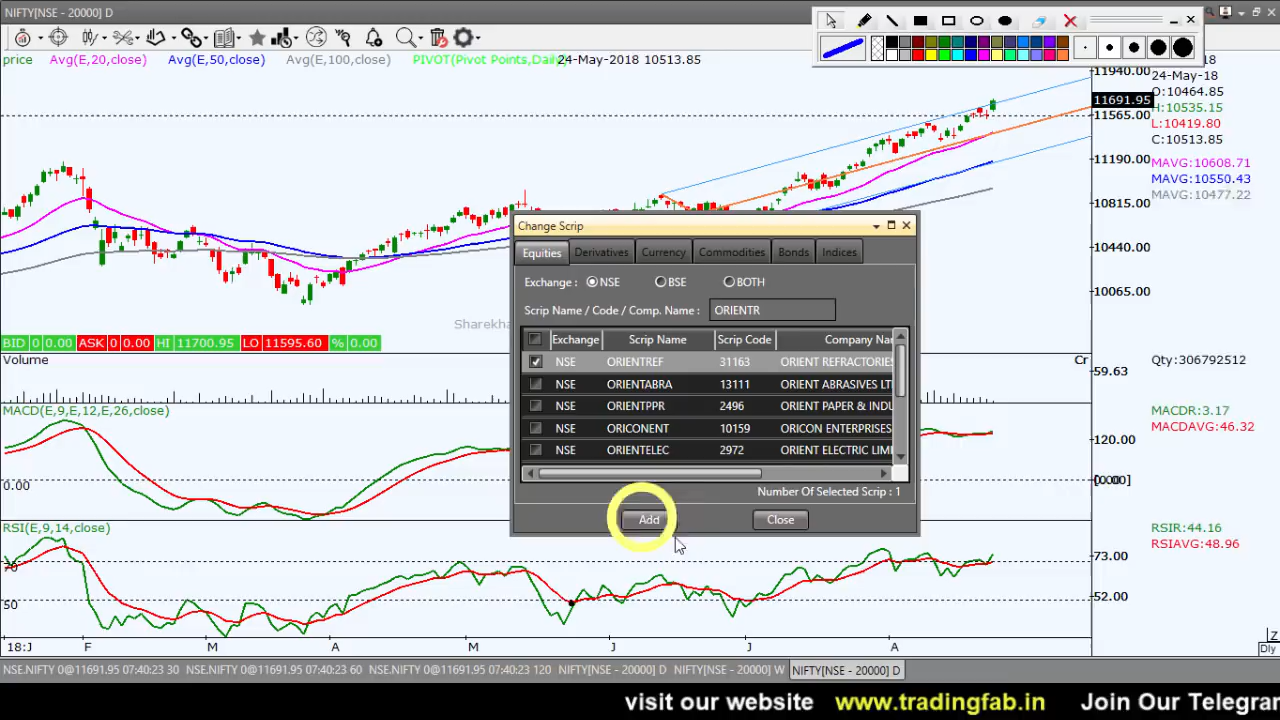 NIFTY[NSE - 20000] D
price Avg(E,20,close) Avg(E,50,close) Avg(E,100,close) PIVOT(Pivot Points,Daily) 24-May-2018 10513.85
11940.00
11691.95
11565.00
11190.00
10815.00
10440.00
10065.00
24-May-18
O:10464.85
H:10535.15
L:10419.80
C:10513.85
MAVG:10608.71
MAVG:10550.43
MAVG:10477.22
Change Scrip
Equities Derivatives Currency Commodities Bonds Indices
Exchange : NSE BSE BOTH
Scrip Name / Code / Comp. Name : ORIENTR
Exchange Scrip Name Scrip Code Company Nam
NSE ORIENTREF 31163 ORIENT REFRACTORIES
NSE ORIENTABRA 13111 ORIENT ABRASIVES LT
NSE ORIENTPPR 2496 ORIENT PAPER & INDU
NSE ORICONENT 10159 ORICON ENTERPRISES
NSE ORIENTELEC 2972 ORIENT ELECTRIC LIMI
Number Of Selected Scrip : 1
Add Close
Sharekha
BID 0 0.00 ASK 0 0.00 HI 11700.95 LO 11595.60 % 0.00
Volume Cr 59.63 Qty:306792512
MACD(E,9,E,12,E,26,close)
MACDR:3.17
MACDAVG:46.32
120.00
0.00
RSI(E,9,14,close)
RSIR:44.16
RSIAVG:48.96
73.00
70
50
52.00
18:J F M A M J J A
Z
Dly
NSE.NIFTY 0@11691.95 07:40:23 30 NSE.NIFTY 0@11691.95 07:40:23 60 NSE.NIFTY 0@11691.95 07:40:23 120 NIFTY[NSE - 20000] D NIFTY[NSE - 20000] W NIFTY[NSE - 20000] D
visit our website www.tradingfab.in Join Our Telegra